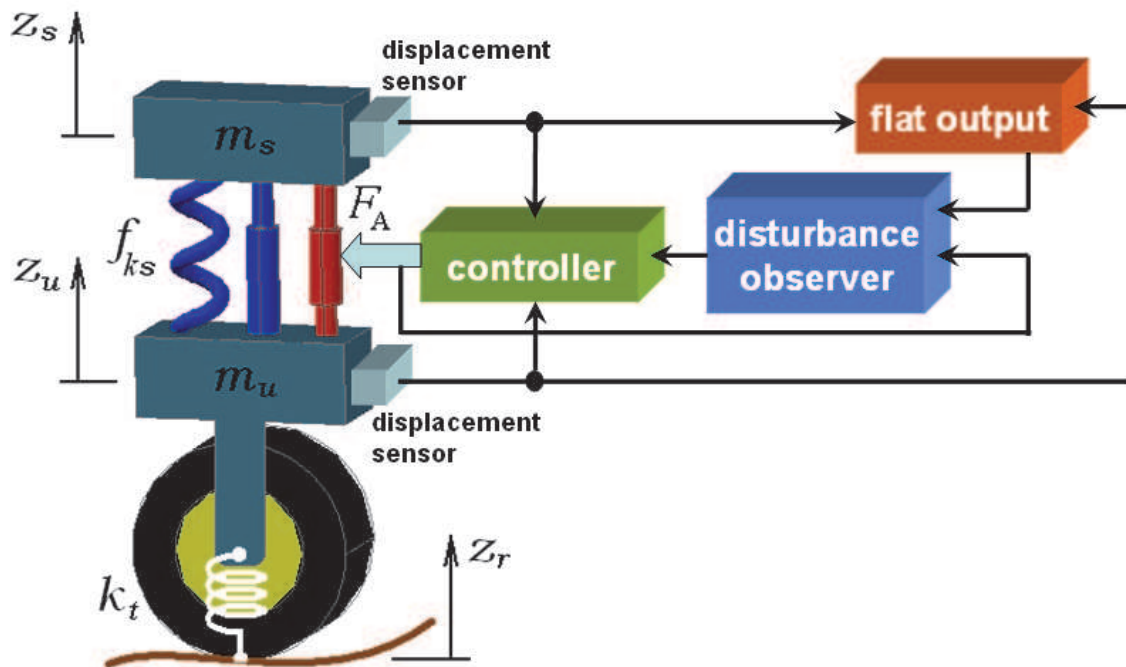 z_s
displacement
sensor
m_s
flat output
F_A
f_ks
controller
disturbance
observer
z_u
m_u
displacement
sensor
z_r
k_t